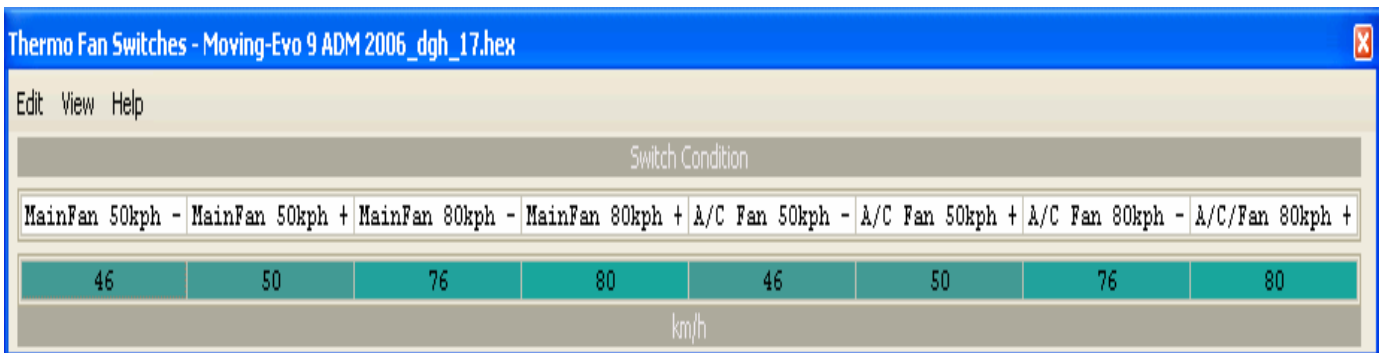 Thermo Fan Switches - Moving-Evo 9 ADM 2006_dgh_17.hex
Edit View Help
Switch Condition
MainFan 50kph - MainFan 50kph + MainFan 80kph - MainFan 80kph + A/C Fan 50kph - A/C Fan 50kph + A/C Fan 80kph - A/C/Fan 80kph +
46 50 76 80 46 50 76 80
km/h